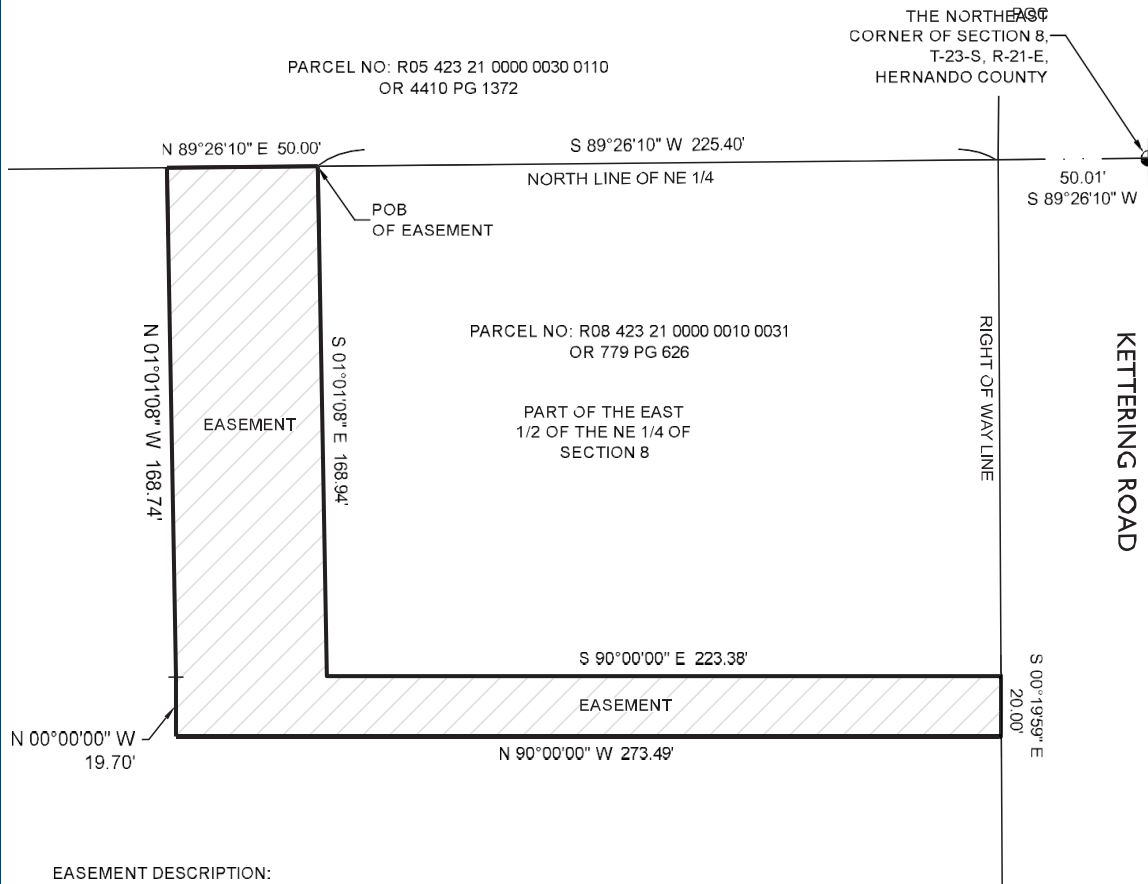 POC
THE NORTHEAST
CORNER OF SECTION 8,
T-23-S, R-21-E,
HERNANDO COUNTY
PARCEL NO: R05 423 21 0000 0030 0110
OR 4410 PG 1372
N 89°26'10" E 50.00'
S 89°26'10" W 225.40'
NORTH LINE OF NE 1/4
50.01'
S 89°26'10" W
POB
OF EASEMENT
N 01°01'08" W 168.74'
S 01°01'08" E 168.94'
EASEMENT
PARCEL NO: R08 423 21 0000 0010 0031
OR 779 PG 626
PART OF THE EAST
1/2 OF THE NE 1/4 OF
SECTION 8
RIGHT OF WAY LINE
KETTERING ROAD
S 90°00'00" E 223.38'
EASEMENT
S 00°19'59" E
20.00'
N 00°00'00" W
19.70'
N 90°00'00" W 273.49'
EASEMENT DESCRIPTION: